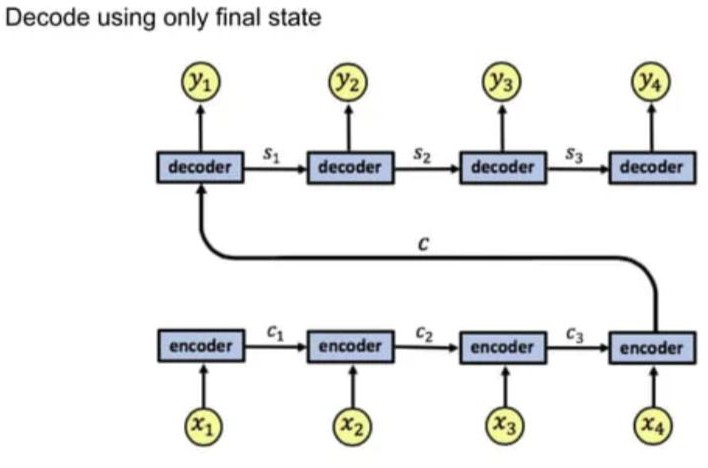 Decode using only final state
y₁ y₂ y₃ y₄
decoder s₁ decoder s₂ decoder s₃ decoder
c
encoder c₁ encoder c₂ encoder c₃ encoder
x₁ x₂ x₃ x₄